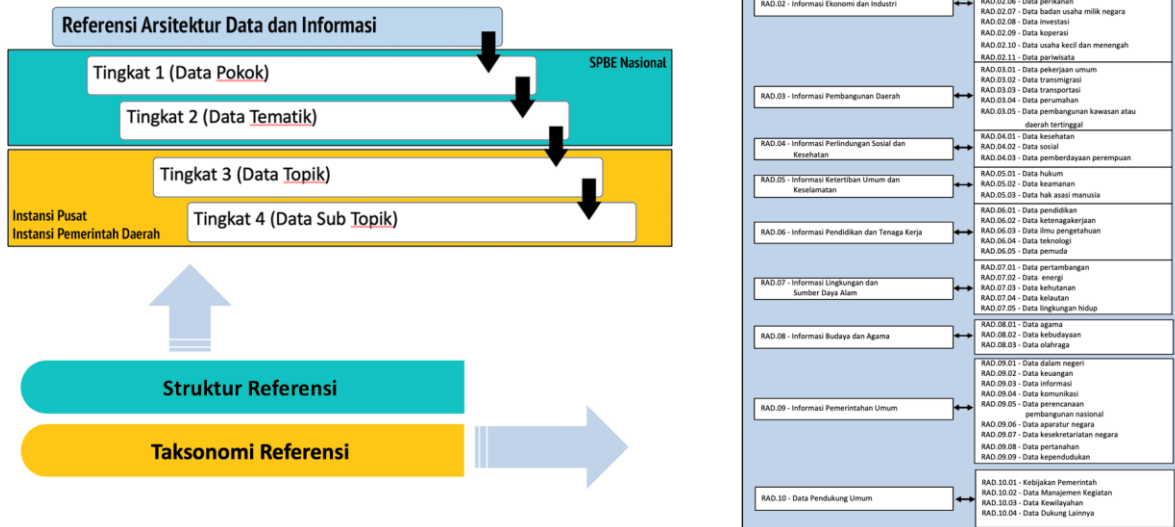 Referensi Arsitektur Data dan Informasi
SPBE Nasional
Tingkat 1 (Data Pokok)
Tingkat 2 (Data Tematik)
Tingkat 3 (Data Topik)
Tingkat 4 (Data Sub Topik)
Instansi Pusat
Instansi Pemerintah Daerah
Struktur Referensi
Taksonomi Referensi
RAD.02 - Informasi Ekonomi dan Industri
RAD.02.06 - Data perikanan
RAD.02.07 - Data badan usaha milik negara
RAD.02.08 - Data investasi
RAD.02.09 - Data koperasi
RAD.02.10 - Data usaha kecil dan menengah
RAD.02.11 - Data pariwisata
RAD.03 - Informasi Pembangunan Daerah
RAD.03.01 - Data pekerjaan umum
RAD.03.02 - Data transmigrasi
RAD.03.03 - Data transportasi
RAD.03.04 - Data perumahan
RAD.03.05 - Data pembangunan kawasan atau
daerah tertinggal
RAD.04 - Informasi Perlindungan Sosial dan
Kesehatan
RAD.04.01 - Data kesehatan
RAD.04.02 - Data sosial
RAD.04.03 - Data pemberdayaan perempuan
RAD.05 - Informasi Ketertiban Umum dan
Keselamatan
RAD.05.01 - Data hukum
RAD.05.02 - Data keamanan
RAD.05.03 - Data hak asasi manusia
RAD.06 - Informasi Pendidikan dan Tenaga Kerja
RAD.06.01 - Data pendidikan
RAD.06.02 - Data ketenagakerjaan
RAD.06.03 - Data ilmu pengetahuan
RAD.06.04 - Data teknologi
RAD.06.05 - Data pemuda
RAD.07 - Informasi Lingkungan dan
Sumber Daya Alam
RAD.07.01 - Data pertambangan
RAD.07.02 - Data energi
RAD.07.03 - Data kehutanan
RAD.07.04 - Data kelautan
RAD.07.05 - Data lingkungan hidup
RAD.08 - Informasi Budaya dan Agama
RAD.08.01 - Data agama
RAD.08.02 - Data kebudayaan
RAD.08.03 - Data olahraga
RAD.09 - Informasi Pemerintahan Umum
RAD.09.01 - Data dalam negeri
RAD.09.02 - Data keuangan
RAD.09.03 - Data informasi
RAD.09.04 - Data komunikasi
RAD.09.05 - Data perencanaan
pembangunan nasional
RAD.09.06 - Data aparatur negara
RAD.09.07 - Data kesekretariatan negara
RAD.09.08 - Data pertanahan
RAD.09.09 - Data kependudukan
RAD.10 - Data Pendukung Umum
RAD.10.01 - Kebijakan Pemerintah
RAD.10.02 - Data Manajemen Kegiatan
RAD.10.03 - Data Kewilayahan
RAD.10.04 - Data Dukung Lainnya